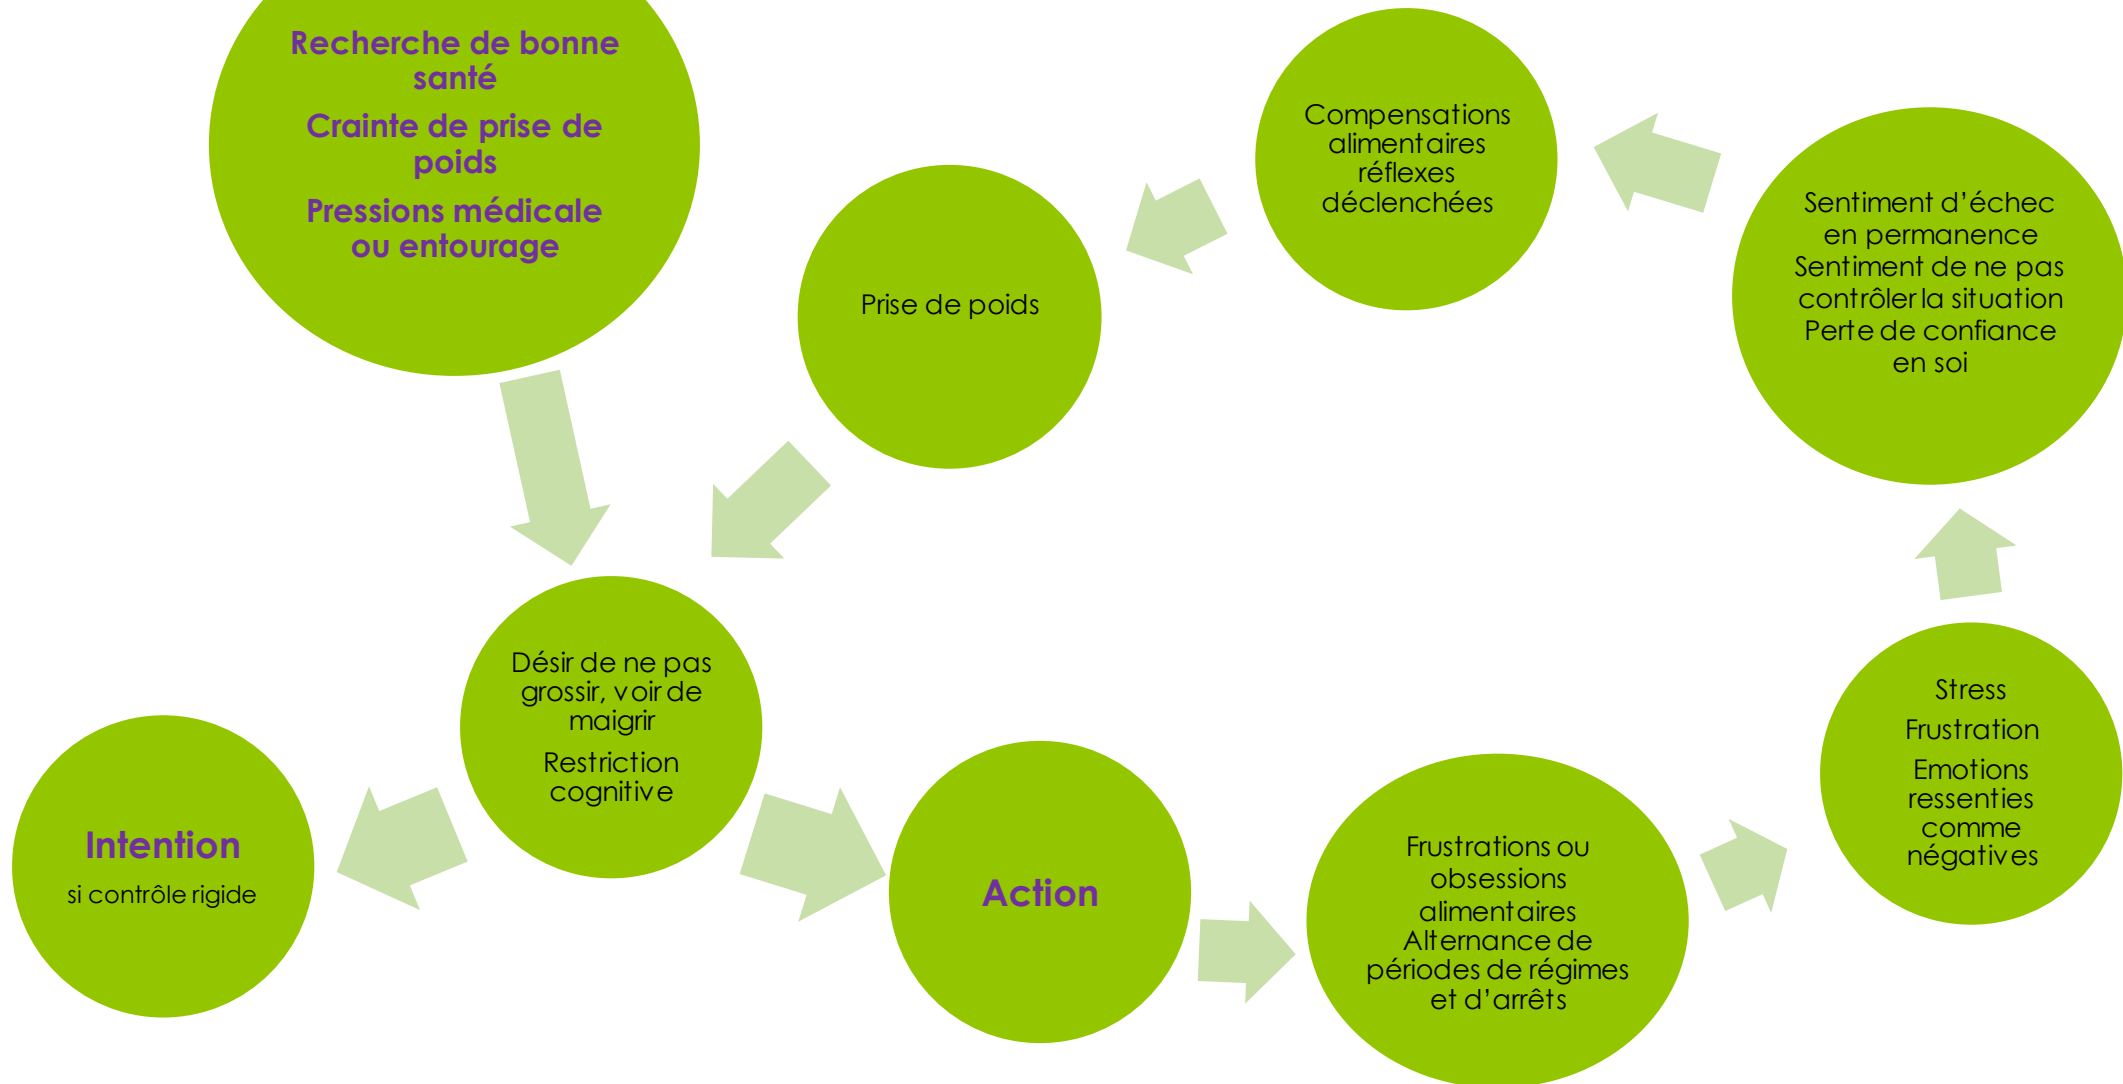 Recherche de bonne
santé
Crainte de prise de
poids
Pressions médicale
ou entourage
Compensations
alimentaires
réflexes
déclenchées
Prise de poids
Sentiment d’échec
en permanence
Sentiment de ne pas
contrôler la situation
Perte de confiance
en soi
Désir de ne pas
grossir, voir de
maigrir
Restriction
cognitive
Stress
Frustration
Emotions
ressenties
comme
négatives
Intention
si contrôle rigide
Action
Frustrations ou
obsessions
alimentaires
Alternance de
périodes de régimes
et d’arrêts